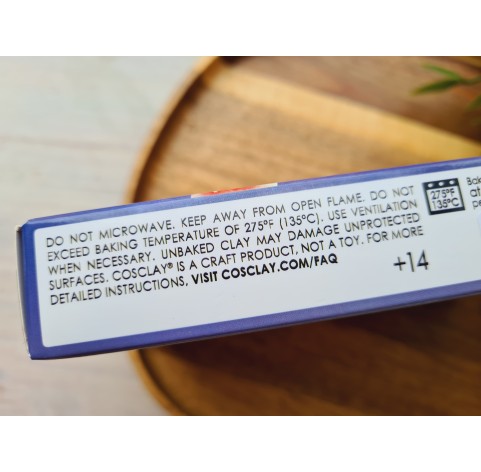 DO NOT MICROWAVE. KEEP AWAY FROM OPEN FLAME. DO NOT
EXCEED BAKING TEMPERATURE OF 275°F (135°C). USE VENTILATION
WHEN NECESSARY. UNBAKED CLAY MAY DAMAGE UNPROTECTED
SURFACES. COSCLAY® IS A CRAFT PRODUCT, NOT A TOY. FOR MORE
DETAILED INSTRUCTIONS, VISIT COSCLAY.COM/FAQ
+14
275°F
135°C